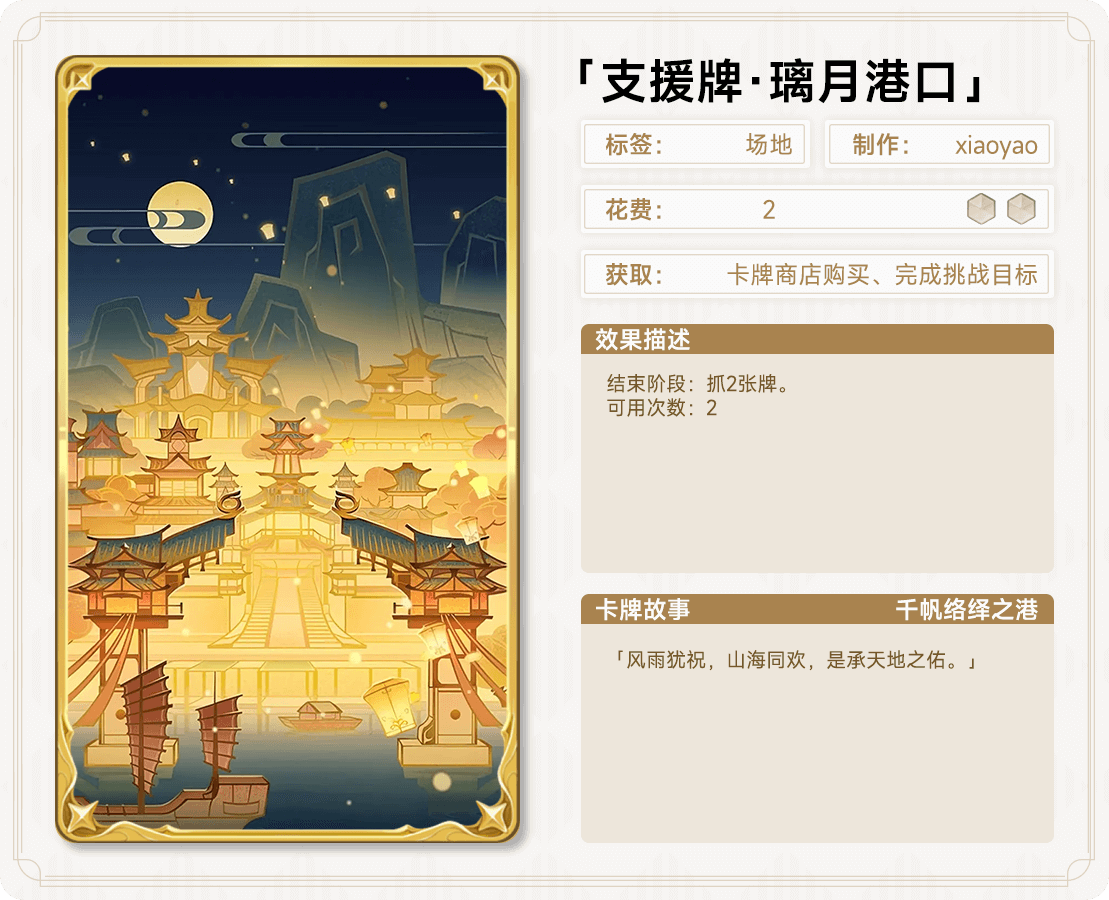 「支援牌·璃月港口」
标签： 场地 制作： xiaoyao
花费： 2
获取： 卡牌商店购买、完成挑战目标
效果描述
结束阶段：抓2张牌。
可用次数：2
卡牌故事 千帆络绎之港
「风雨犹祝，山海同欢，是承天地之佑。」